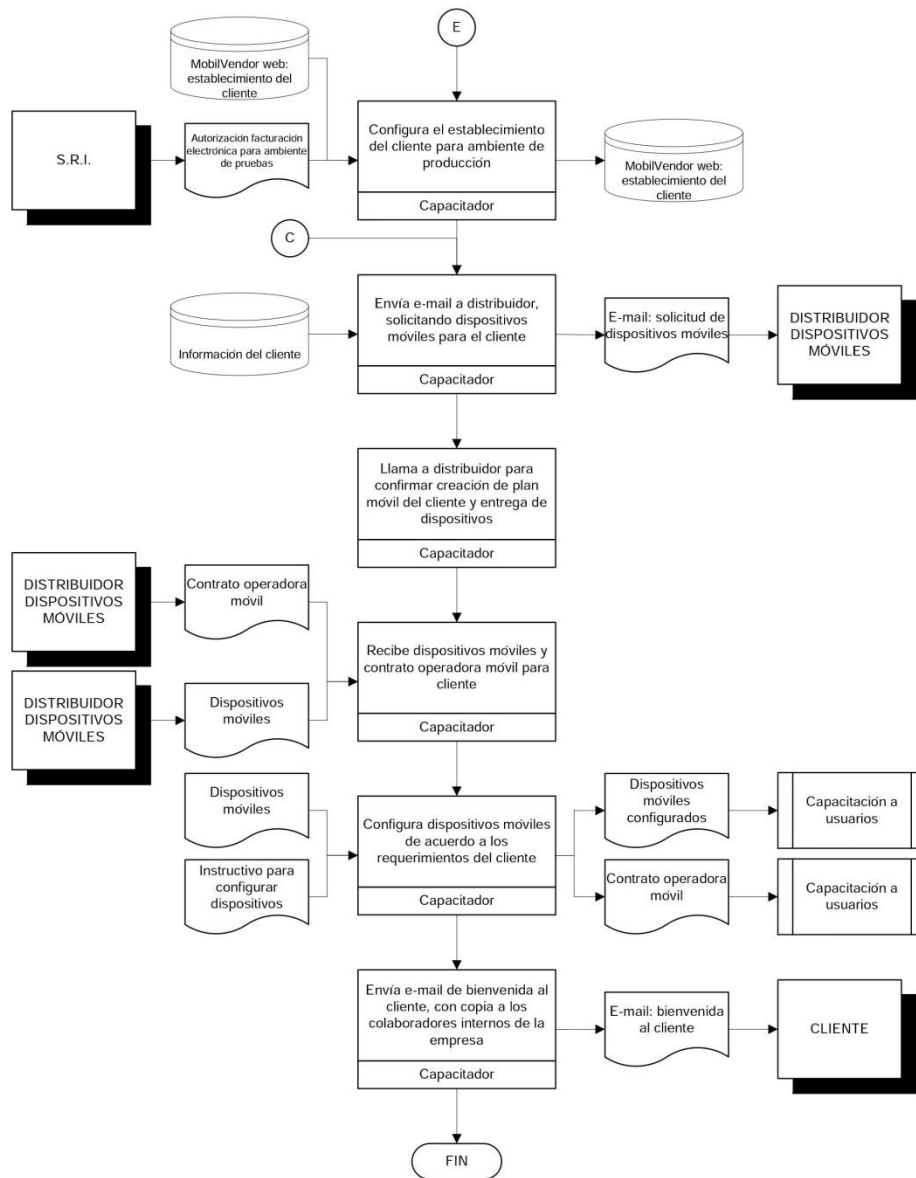 E
MobilVendor web:
establecimiento del
cliente
S.R.I.
Autorización facturación
electrónica para ambiente
de pruebas
Configura el establecimiento
del cliente para ambiente de
producción
Capacitador
MobilVendor web:
establecimiento del
cliente
C
Información del cliente
Envía e-mail a distribuidor,
solicitando dispositivos
móviles para el cliente
Capacitador
E-mail: solicitud de
dispositivos móviles
DISTRIBUIDOR
DISPOSITIVOS
MÓVILES
Llama a distribuidor para
confirmar creación de plan
móvil del cliente y entrega de
dispositivos
Capacitador
DISTRIBUIDOR
DISPOSITIVOS
MÓVILES
Contrato operadora
móvil
DISTRIBUIDOR
DISPOSITIVOS
MÓVILES
Dispositivos
móviles
Recibe dispositivos móviles y
contrato operadora móvil para
cliente
Capacitador
Dispositivos
móviles
Instructivo para
configurar
dispositivos
Configura dispositivos móviles
de acuerdo a los
requerimientos del cliente
Capacitador
Dispositivos
móviles
configurados
Capacitación a
usuarios
Contrato operadora
móvil
Capacitación a
usuarios
Envía e-mail de bienvenida al
cliente, con copia a los
colaboradores internos de la
empresa
Capacitador
E-mail: bienvenida
al cliente
CLIENTE
FIN